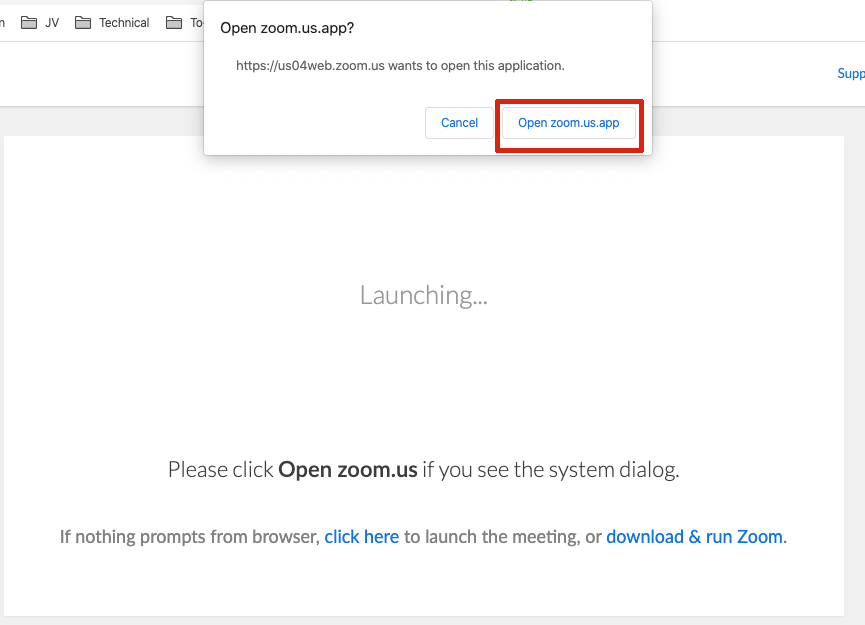 JV Technical
Open zoom.us.app?
https://us04web.zoom.us wants to open this application.
Cancel Open zoom.us.app
Launching...
Please click Open zoom.us if you see the system dialog.
If nothing prompts from browser, click here to launch the meeting, or download & run Zoom.